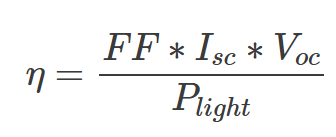 η = FF * I_sc * V_oc / P_light